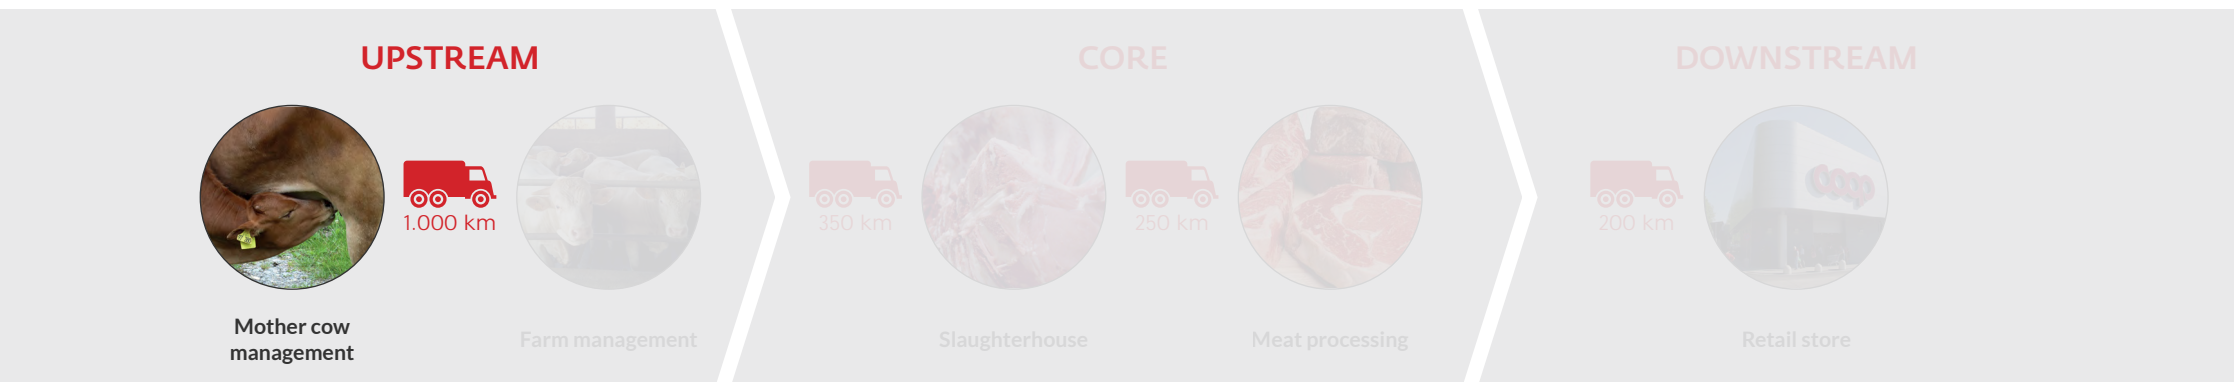 UPSTREAM
CORE
DOWNSTREAM
1.000 km
350 km
250 km
200 km
coop
Mother cow
management
Farm management
Slaughterhouse
Meat processing
Retail store